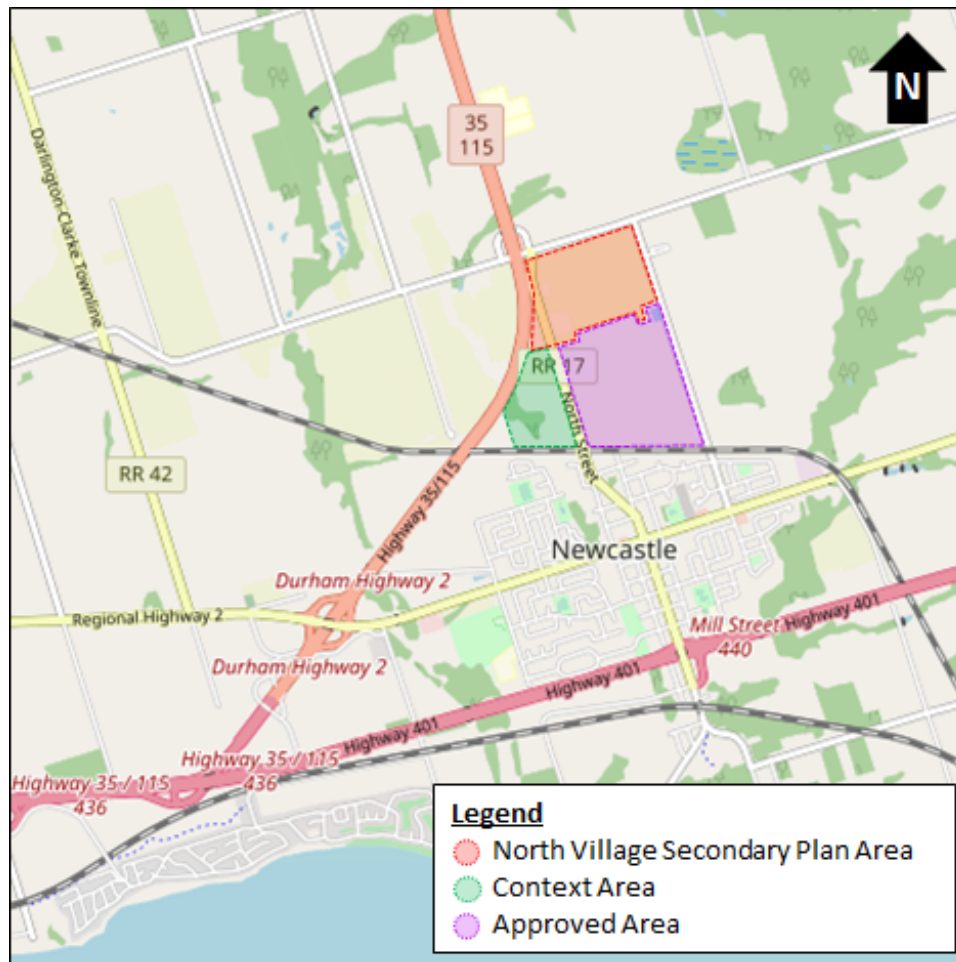 N
35
115
Darlington-Clarke Townline
RR 17
North Street
RR 42
Highway 35/115
Newcastle
Durham Highway 2
Regional Highway 2
Mill Street
440
Highway 401
Durham Highway 2
Highway 401
Highway 401
Highway 35 / 115
436
Highway 35 / 115
436
Legend
North Village Secondary Plan Area
Context Area
Approved Area